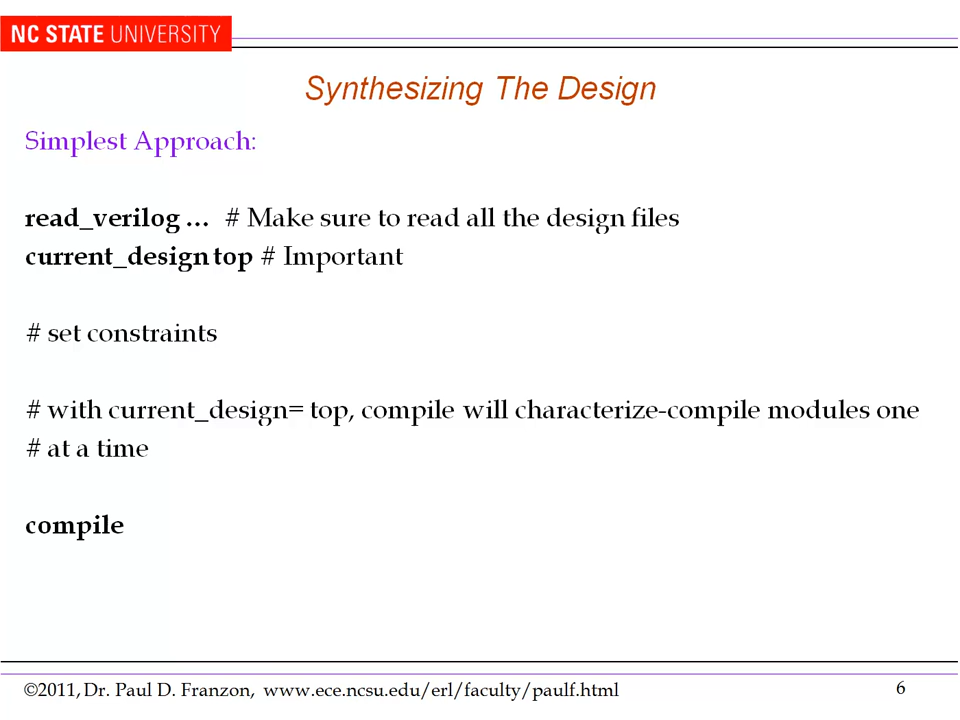 NC STATE UNIVERSITY
Synthesizing The Design
Simplest Approach:
read_verilog … # Make sure to read all the design files
current_design top # Important
# set constraints
# with current_design= top, compile will characterize-compile modules one
# at a time
compile
©2011, Dr. Paul D. Franzon, www.ece.ncsu.edu/erl/faculty/paulf.html
6